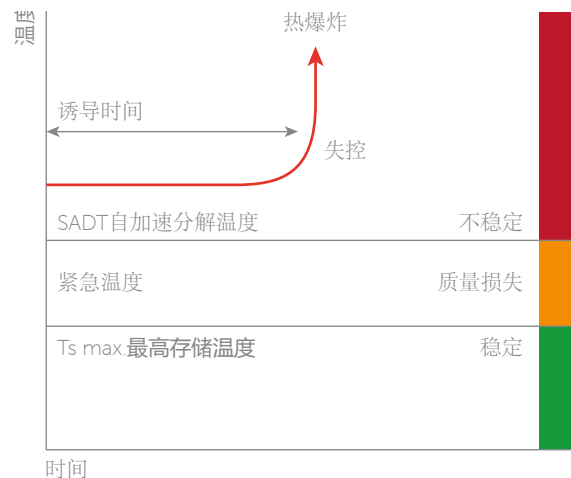 温度
热爆炸
诱导时间
失控
SADT自加速分解温度 不稳定
紧急温度 质量损失
Ts max.最高存储温度 稳定
时间